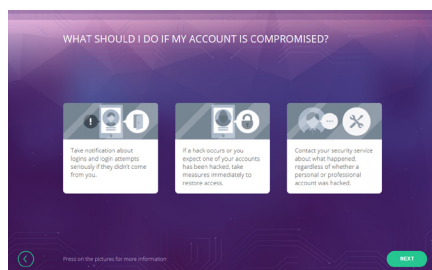 WHAT SHOULD I DO IF MY ACCOUNT IS COMPROMISED?
Take notification about
logins and login attempts
seriously if they didn't come
from you.
If a hack occurs or you
expect one of your accounts
has been hacked, take
measures immediately to
restore access.
Contact your security service
about what happened,
regardless of whether a
personal or professional
account was hacked.
Press on the pictures for more information
NEXT